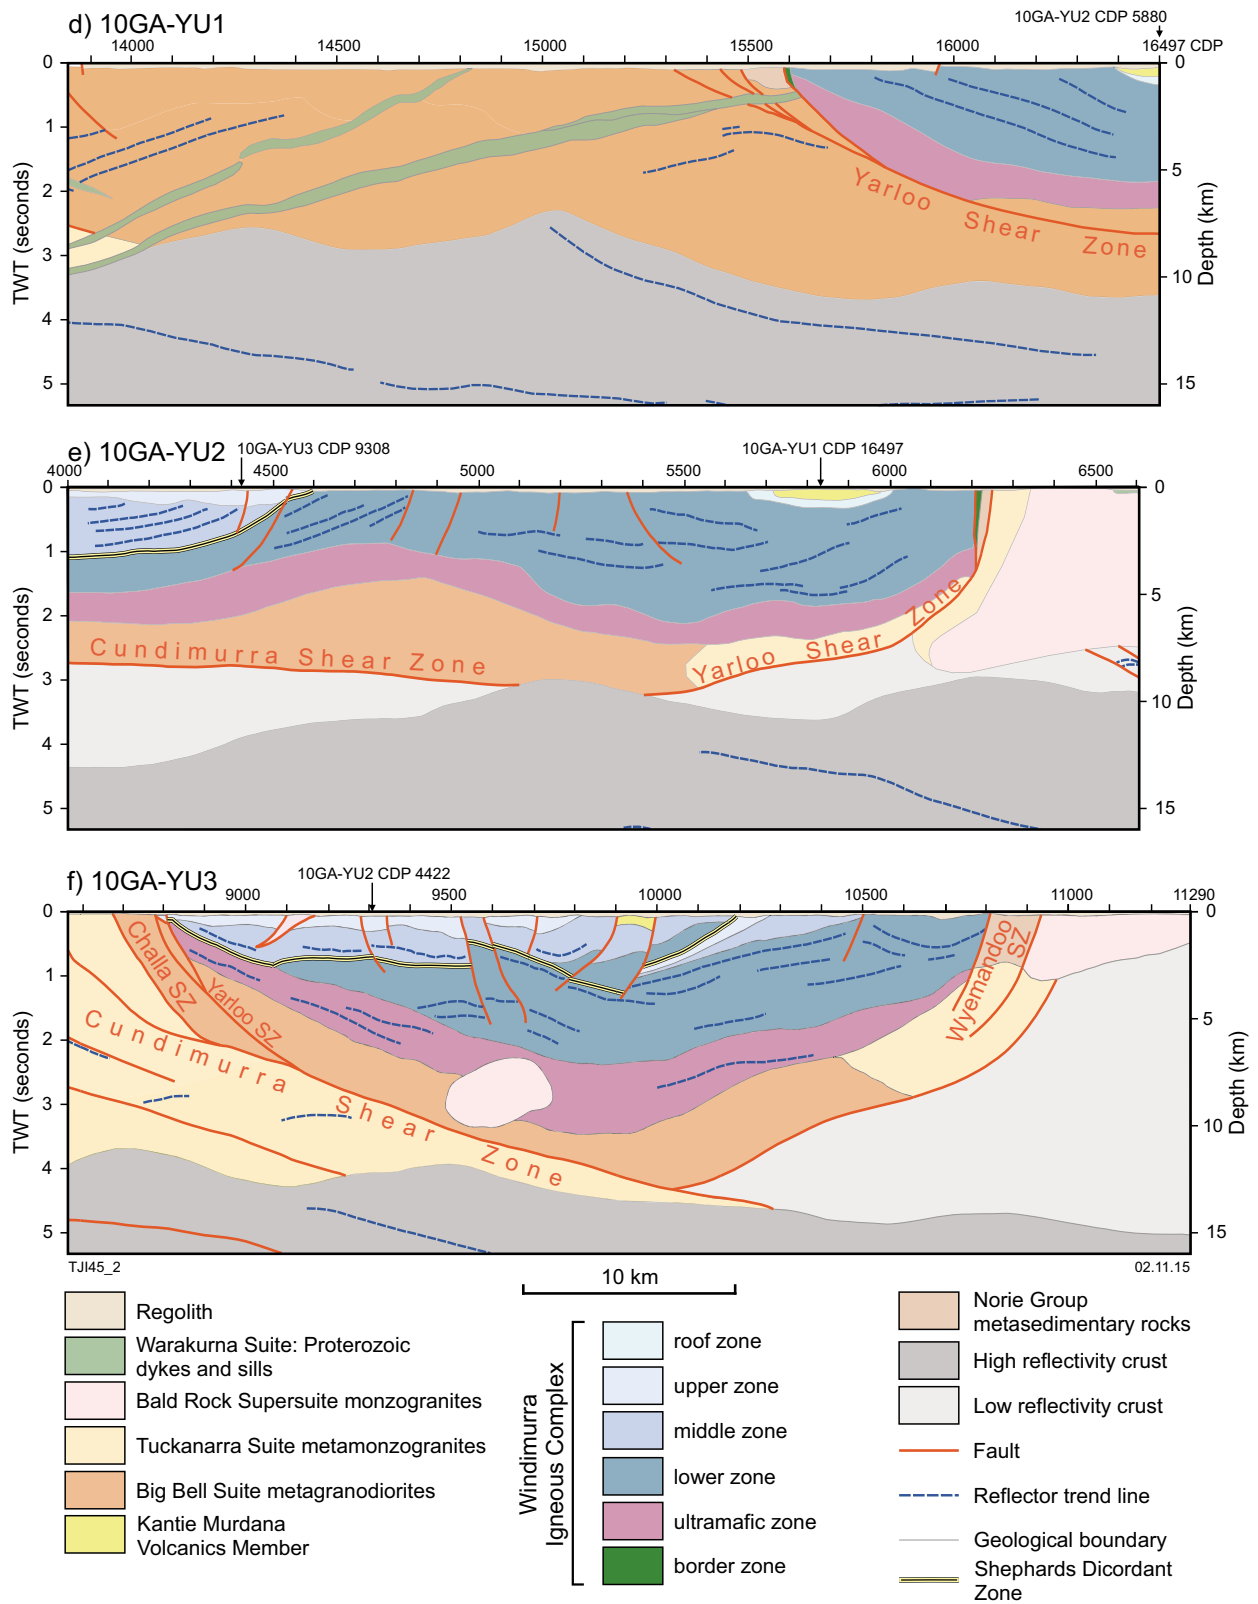 d) 10GA-YU1
10GA-YU2 CDP 5880
14000 14500 15000 15500 16000 16497 CDP
0 1 2 3 4 5
TWT (seconds)
0 5 10 15
Depth (km)
Yarloo Shear Zone
e) 10GA-YU2
10GA-YU3 CDP 9308
10GA-YU1 CDP 16497
4000 4500 5000 5500 6000 6500
0 1 2 3 4 5
TWT (seconds)
0 5 10 15
Depth (km)
Cundimurra Shear Zone
Yarloo Shear Zone
f) 10GA-YU3
10GA-YU2 CDP 4422
9000 9500 10000 10500 11000 11290
0 1 2 3 4 5
TWT (seconds)
0 5 10 15
Depth (km)
Challa SZ
Yarloo SZ
Cundimurra Shear Zone
Wyemandoo
SZ
TJI45_2
02.11.15
10 km
Regolith
Warakurna Suite: Proterozoic
dykes and sills
Bald Rock Supersuite monzogranites
Tuckanarra Suite metamonzogranites
Big Bell Suite metagranodiorites
Kantie Murdana
Volcanics Member
Windimurra
Igneous Complex
roof zone
upper zone
middle zone
lower zone
ultramafic zone
border zone
Norie Group
metasedimentary rocks
High reflectivity crust
Low reflectivity crust
Fault
Reflector trend line
Geological boundary
Shephards Dicordant
Zone